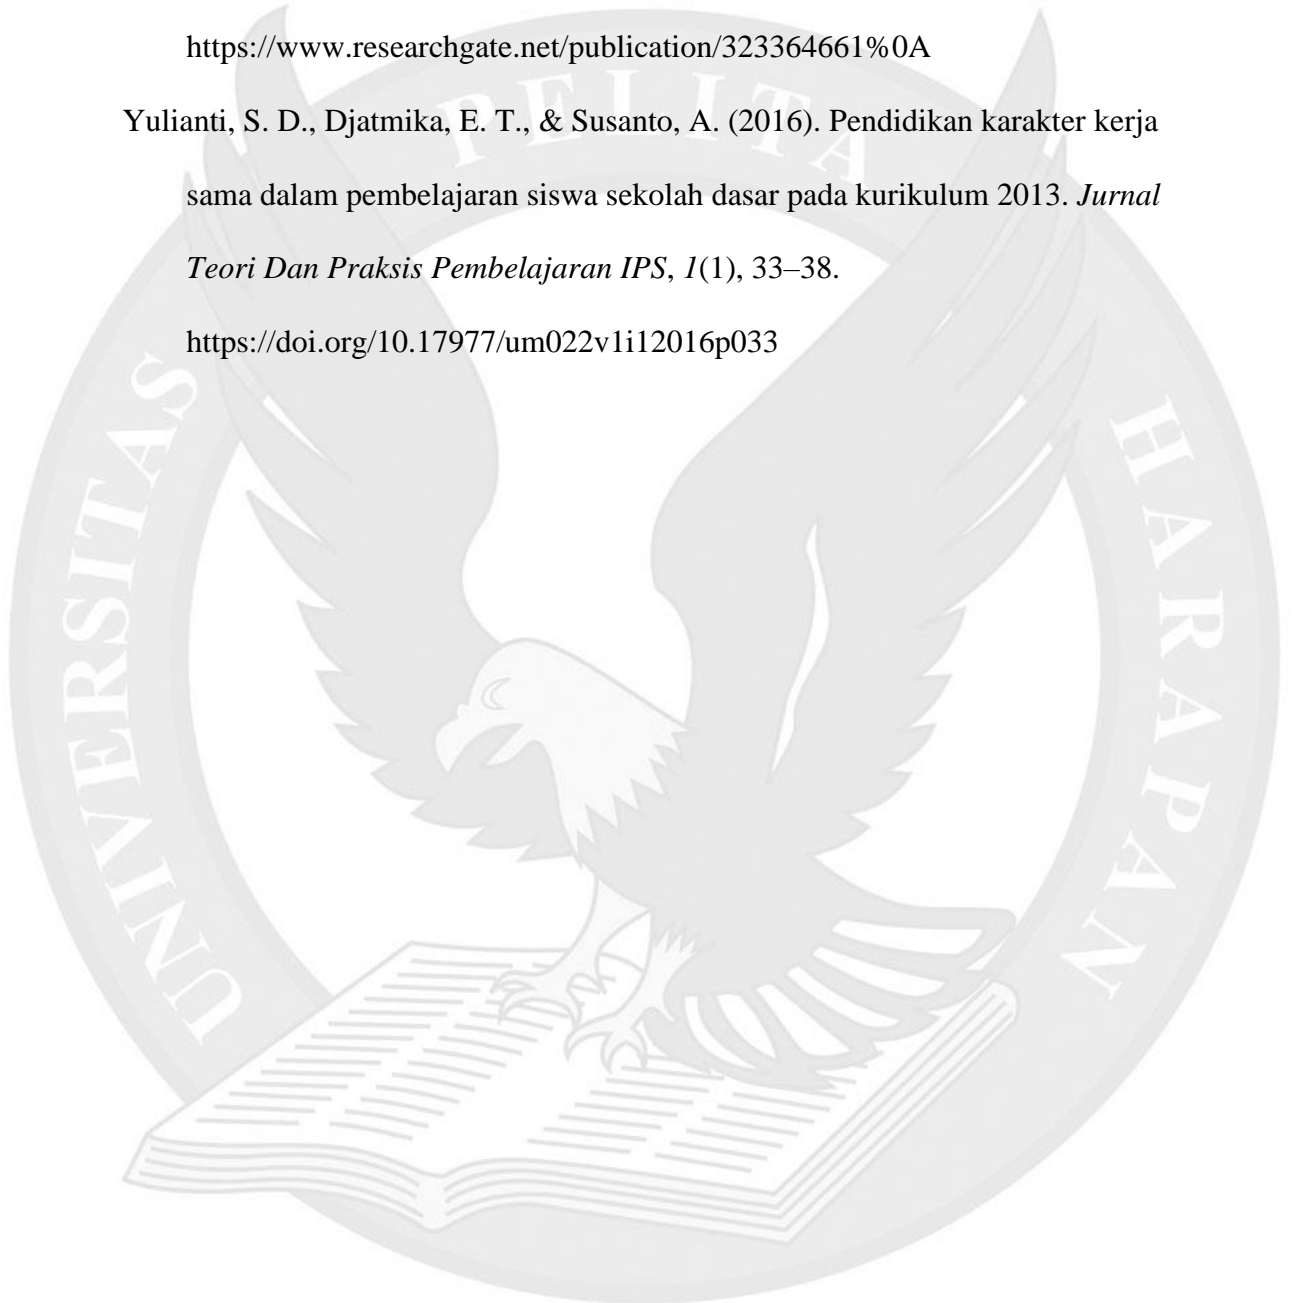 https://www.researchgate.net/publication/323364661%0A
Yulianti, S. D., Djatmika, E. T., & Susanto, A. (2016). Pendidikan karakter kerja
sama dalam pembelajaran siswa sekolah dasar pada kurikulum 2013. Jurnal
Teori Dan Praksis Pembelajaran IPS, 1(1), 33–38.
https://doi.org/10.17977/um022v1i12016p033
UNIVERSITAS PELITA HARAPAN